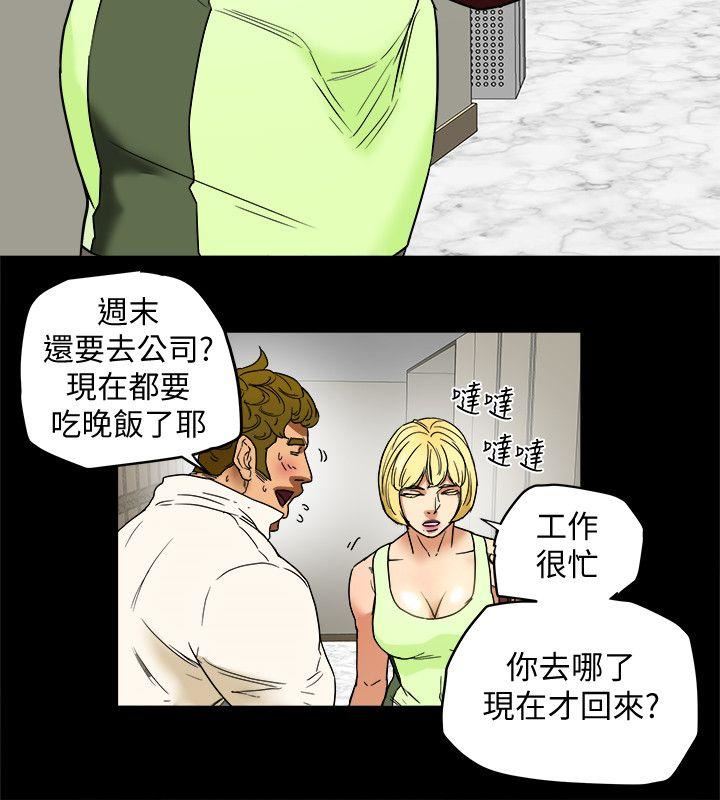 週末
還要去公司?
現在都要
吃晚飯了耶
噠噠
噠噠
工作
很忙
你去哪了
現在才回來?